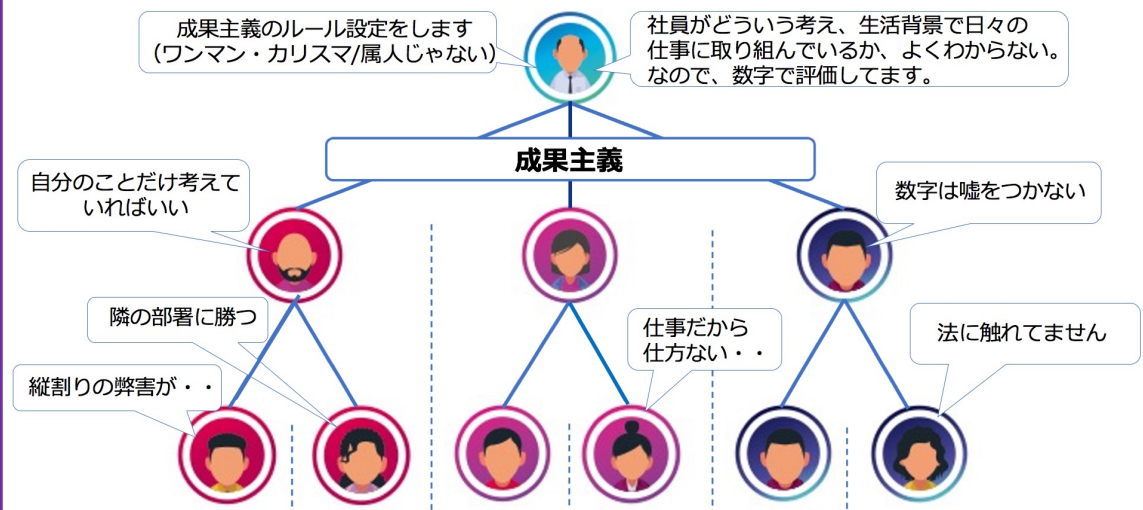 成果主義のルール設定をします
（ワンマン・カリスマ/属人じゃない）
社員がどういう考え、生活背景で日々の
仕事に取り組んでいるか、よくわからない。
なので、数字で評価してます。
成果主義
自分のことだけ考えて
いればいい
数字は嘘をつかない
隣の部署に勝つ
仕事だから
仕方ない・・
法に触れてません
縦割りの弊害が・・